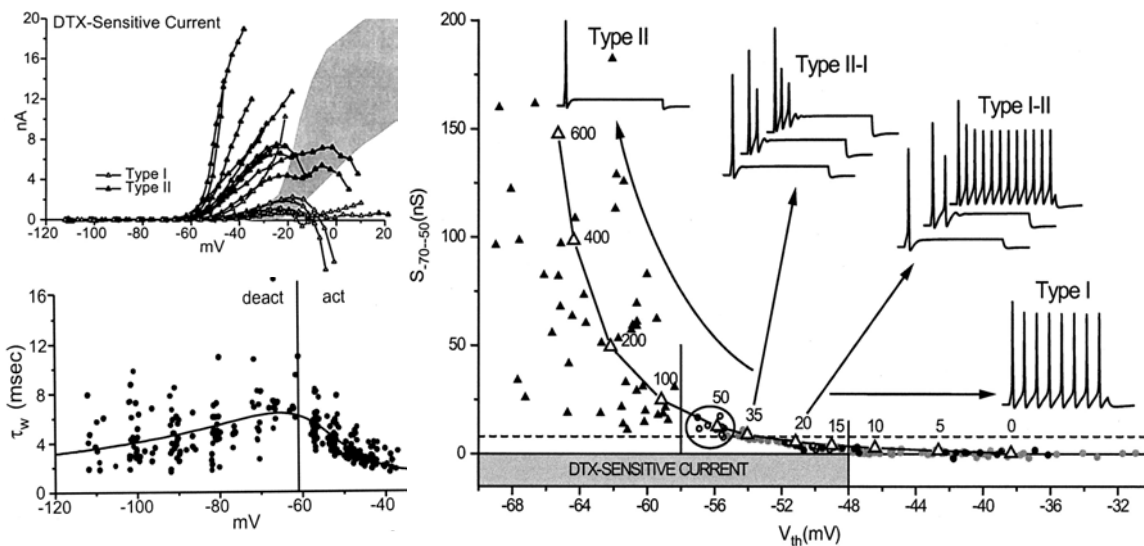 DTX-Sensitive Current
20
16
12
8
4
0
nA
Type I
Type II
-120 -100 -80 -60 -40 -20 0 20
mV
deact act
16
12
8
4
0
τw (msec)
-120 -100 -80 -60 -40
mV
200
150
100
50
0
S-70--50(nS)
Type II
Type II-I
Type I-II
Type I
600
400
200
100
50
35
20
15
10
5
0
DTX-SENSITIVE CURRENT
-68 -64 -60 -56 -52 -48 -44 -40 -36 -32
Vth(mV)